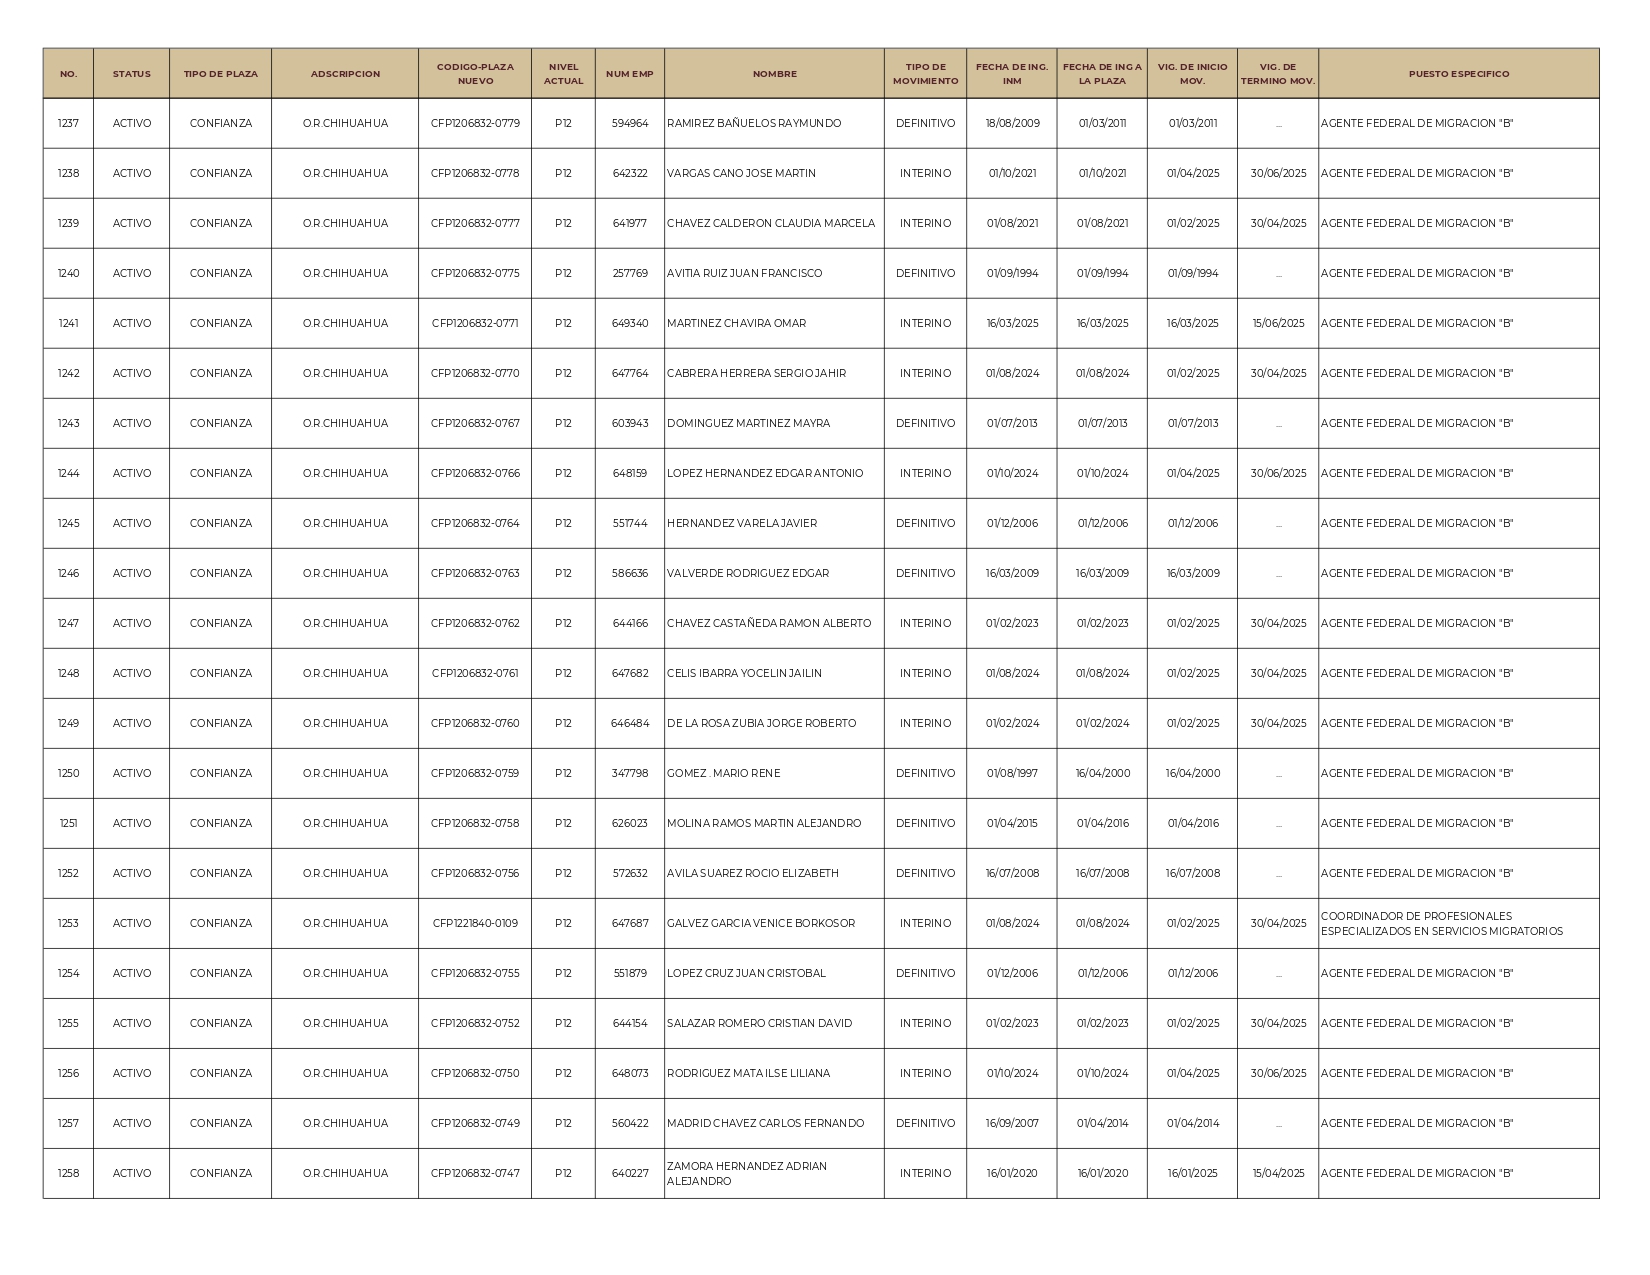 NO. STATUS TIPO DE PLAZA ADSCRIPCION CODIGO-PLAZA NUEVO NIVEL ACTUAL NUM EMP NOMBRE TIPO DE MOVIMIENTO FECHA DE ING. INM FECHA DE ING A LA PLAZA VIG. DE INICIO MOV. VIG. DE TERMINO MOV. PUESTO ESPECIFICO
1237 ACTIVO CONFIANZA O.R.CHIHUAHUA CFP1206832-0779 P12 594964 RAMIREZ BAÑUELOS RAYMUNDO DEFINITIVO 18/08/2009 01/03/2011 01/03/2011 ... AGENTE FEDERAL DE MIGRACION "B"
1238 ACTIVO CONFIANZA O.R.CHIHUAHUA CFP1206832-0778 P12 642322 VARGAS CANO JOSE MARTIN INTERINO 01/10/2021 01/10/2021 01/04/2025 30/06/2025 AGENTE FEDERAL DE MIGRACION "B"
1239 ACTIVO CONFIANZA O.R.CHIHUAHUA CFP1206832-0777 P12 641977 CHAVEZ CALDERON CLAUDIA MARCELA INTERINO 01/08/2021 01/08/2021 01/02/2025 30/04/2025 AGENTE FEDERAL DE MIGRACION "B"
1240 ACTIVO CONFIANZA O.R.CHIHUAHUA CFP1206832-0775 P12 257769 AVITIA RUIZ JUAN FRANCISCO DEFINITIVO 01/09/1994 01/09/1994 01/09/1994 ... AGENTE FEDERAL DE MIGRACION "B"
1241 ACTIVO CONFIANZA O.R.CHIHUAHUA CFP1206832-0771 P12 649340 MARTINEZ CHAVIRA OMAR INTERINO 16/03/2025 16/03/2025 16/03/2025 15/06/2025 AGENTE FEDERAL DE MIGRACION "B"
1242 ACTIVO CONFIANZA O.R.CHIHUAHUA CFP1206832-0770 P12 647764 CABRERA HERRERA SERGIO JAHIR INTERINO 01/08/2024 01/08/2024 01/02/2025 30/04/2025 AGENTE FEDERAL DE MIGRACION "B"
1243 ACTIVO CONFIANZA O.R.CHIHUAHUA CFP1206832-0767 P12 603943 DOMINGUEZ MARTINEZ MAYRA DEFINITIVO 01/07/2013 01/07/2013 01/07/2013 ... AGENTE FEDERAL DE MIGRACION "B"
1244 ACTIVO CONFIANZA O.R.CHIHUAHUA CFP1206832-0766 P12 648159 LOPEZ HERNANDEZ EDGAR ANTONIO INTERINO 01/10/2024 01/10/2024 01/04/2025 30/06/2025 AGENTE FEDERAL DE MIGRACION "B"
1245 ACTIVO CONFIANZA O.R.CHIHUAHUA CFP1206832-0764 P12 551744 HERNANDEZ VARELA JAVIER DEFINITIVO 01/12/2006 01/12/2006 01/12/2006 ... AGENTE FEDERAL DE MIGRACION "B"
1246 ACTIVO CONFIANZA O.R.CHIHUAHUA CFP1206832-0763 P12 586636 VALVERDE RODRIGUEZ EDGAR DEFINITIVO 16/03/2009 16/03/2009 16/03/2009 ... AGENTE FEDERAL DE MIGRACION "B"
1247 ACTIVO CONFIANZA O.R.CHIHUAHUA CFP1206832-0762 P12 644166 CHAVEZ CASTAÑEDA RAMON ALBERTO INTERINO 01/02/2023 01/02/2023 01/02/2025 30/04/2025 AGENTE FEDERAL DE MIGRACION "B"
1248 ACTIVO CONFIANZA O.R.CHIHUAHUA CFP1206832-0761 P12 647682 CELIS IBARRA YOCELIN JAILIN INTERINO 01/08/2024 01/08/2024 01/02/2025 30/04/2025 AGENTE FEDERAL DE MIGRACION "B"
1249 ACTIVO CONFIANZA O.R.CHIHUAHUA CFP1206832-0760 P12 646484 DE LA ROSA ZUBIA JORGE ROBERTO INTERINO 01/02/2024 01/02/2024 01/02/2025 30/04/2025 AGENTE FEDERAL DE MIGRACION "B"
1250 ACTIVO CONFIANZA O.R.CHIHUAHUA CFP1206832-0759 P12 347798 GOMEZ . MARIO RENE DEFINITIVO 01/08/1997 16/04/2000 16/04/2000 ... AGENTE FEDERAL DE MIGRACION "B"
1251 ACTIVO CONFIANZA O.R.CHIHUAHUA CFP1206832-0758 P12 626023 MOLINA RAMOS MARTIN ALEJANDRO DEFINITIVO 01/04/2015 01/04/2016 01/04/2016 ... AGENTE FEDERAL DE MIGRACION "B"
1252 ACTIVO CONFIANZA O.R.CHIHUAHUA CFP1206832-0756 P12 572632 AVILA SUAREZ ROCIO ELIZABETH DEFINITIVO 16/07/2008 16/07/2008 16/07/2008 ... AGENTE FEDERAL DE MIGRACION "B"
1253 ACTIVO CONFIANZA O.R.CHIHUAHUA CFP1221840-0109 P12 647687 GALVEZ GARCIA VENICE BORKOSOR INTERINO 01/08/2024 01/08/2024 01/02/2025 30/04/2025 COORDINADOR DE PROFESIONALES ESPECIALIZADOS EN SERVICIOS MIGRATORIOS
1254 ACTIVO CONFIANZA O.R.CHIHUAHUA CFP1206832-0755 P12 551879 LOPEZ CRUZ JUAN CRISTOBAL DEFINITIVO 01/12/2006 01/12/2006 01/12/2006 ... AGENTE FEDERAL DE MIGRACION "B"
1255 ACTIVO CONFIANZA O.R.CHIHUAHUA CFP1206832-0752 P12 644154 SALAZAR ROMERO CRISTIAN DAVID INTERINO 01/02/2023 01/02/2023 01/02/2025 30/04/2025 AGENTE FEDERAL DE MIGRACION "B"
1256 ACTIVO CONFIANZA O.R.CHIHUAHUA CFP1206832-0750 P12 648073 RODRIGUEZ MATA ILSE LILIANA INTERINO 01/10/2024 01/10/2024 01/04/2025 30/06/2025 AGENTE FEDERAL DE MIGRACION "B"
1257 ACTIVO CONFIANZA O.R.CHIHUAHUA CFP1206832-0749 P12 560422 MADRID CHAVEZ CARLOS FERNANDO DEFINITIVO 16/09/2007 01/04/2014 01/04/2014 ... AGENTE FEDERAL DE MIGRACION "B"
1258 ACTIVO CONFIANZA O.R.CHIHUAHUA CFP1206832-0747 P12 640227 ZAMORA HERNANDEZ ADRIAN ALEJANDRO INTERINO 16/01/2020 16/01/2020 16/01/2025 15/04/2025 AGENTE FEDERAL DE MIGRACION "B"